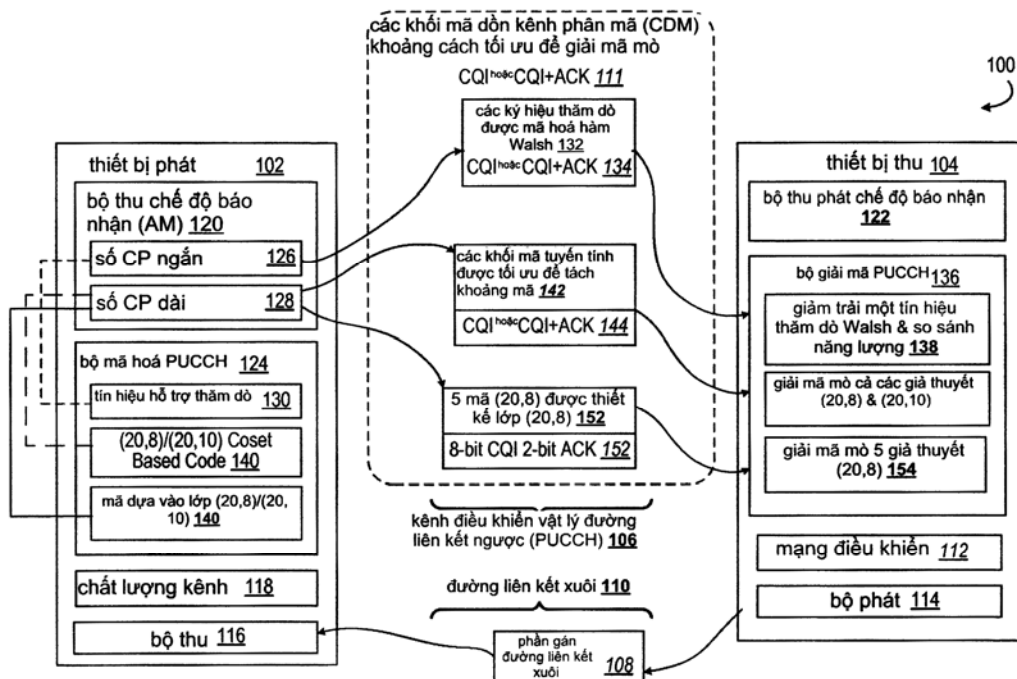 các khối mã dồn kênh phân mã (CDM)
khoảng cách tối ưu để giải mã mò
CQI hoặc CQI+ACK 111
100
các ký hiệu thăm dò
được mã hoá hàm
Walsh 132
CQI hoặc CQI+ACK 134
thiết bị phát 102
bộ thu chế độ báo
nhận (AM) 120
số CP ngắn 126
số CP dài 128
bộ mã hoá PUCCH 124
tín hiệu hỗ trợ thăm dò 130
(20,8)/(20,10) Coset
Based Code 140
mã dựa vào lớp (20,8)/(20,
10) 140
chất lượng kênh 118
bộ thu 116
các khối mã tuyến tính
được tối ưu để tách
khoảng mã 142
CQI hoặc CQI+ACK 144
5 mã (20,8) được thiết
kế lớp (20,8) 152
8-bit CQI 2-bit ACK 152
kênh điều khiển vật lý đường
liên kết ngược (PUCCH) 106
đường liên kết xuôi 110
phần gán
đường liên kết
xuôi 108
thiết bị thu 104
bộ thu phát chế độ báo nhận
122
bộ giải mã PUCCH 136
giảm trải một tín hiệu
thăm dò Walsh & so sánh
năng lượng 138
giải mã mò cả các giả thuyết
(20,8) & (20,10)
giải mã mò 5 giả thuyết
(20,8) 154
mạng điều khiển 112
bộ phát 114